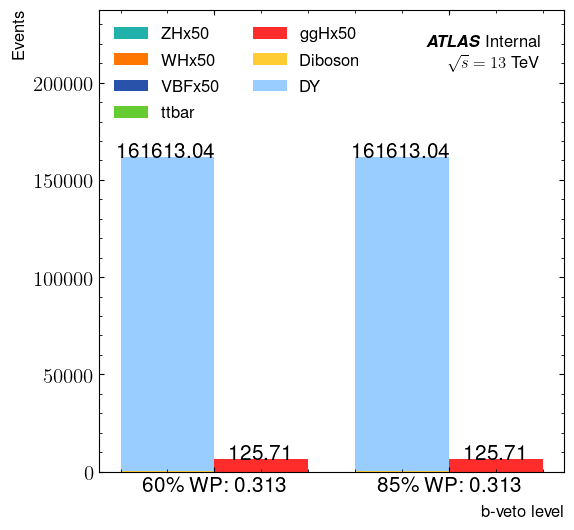 Events
ZHx50
WHx50
VBFx50
ttbar
ggHx50
Diboson
DY
ATLAS Internal
√s = 13 TeV
200000
150000
100000
50000
0
161613.04
125.71
161613.04
125.71
60% WP: 0.313
85% WP: 0.313
b-veto level